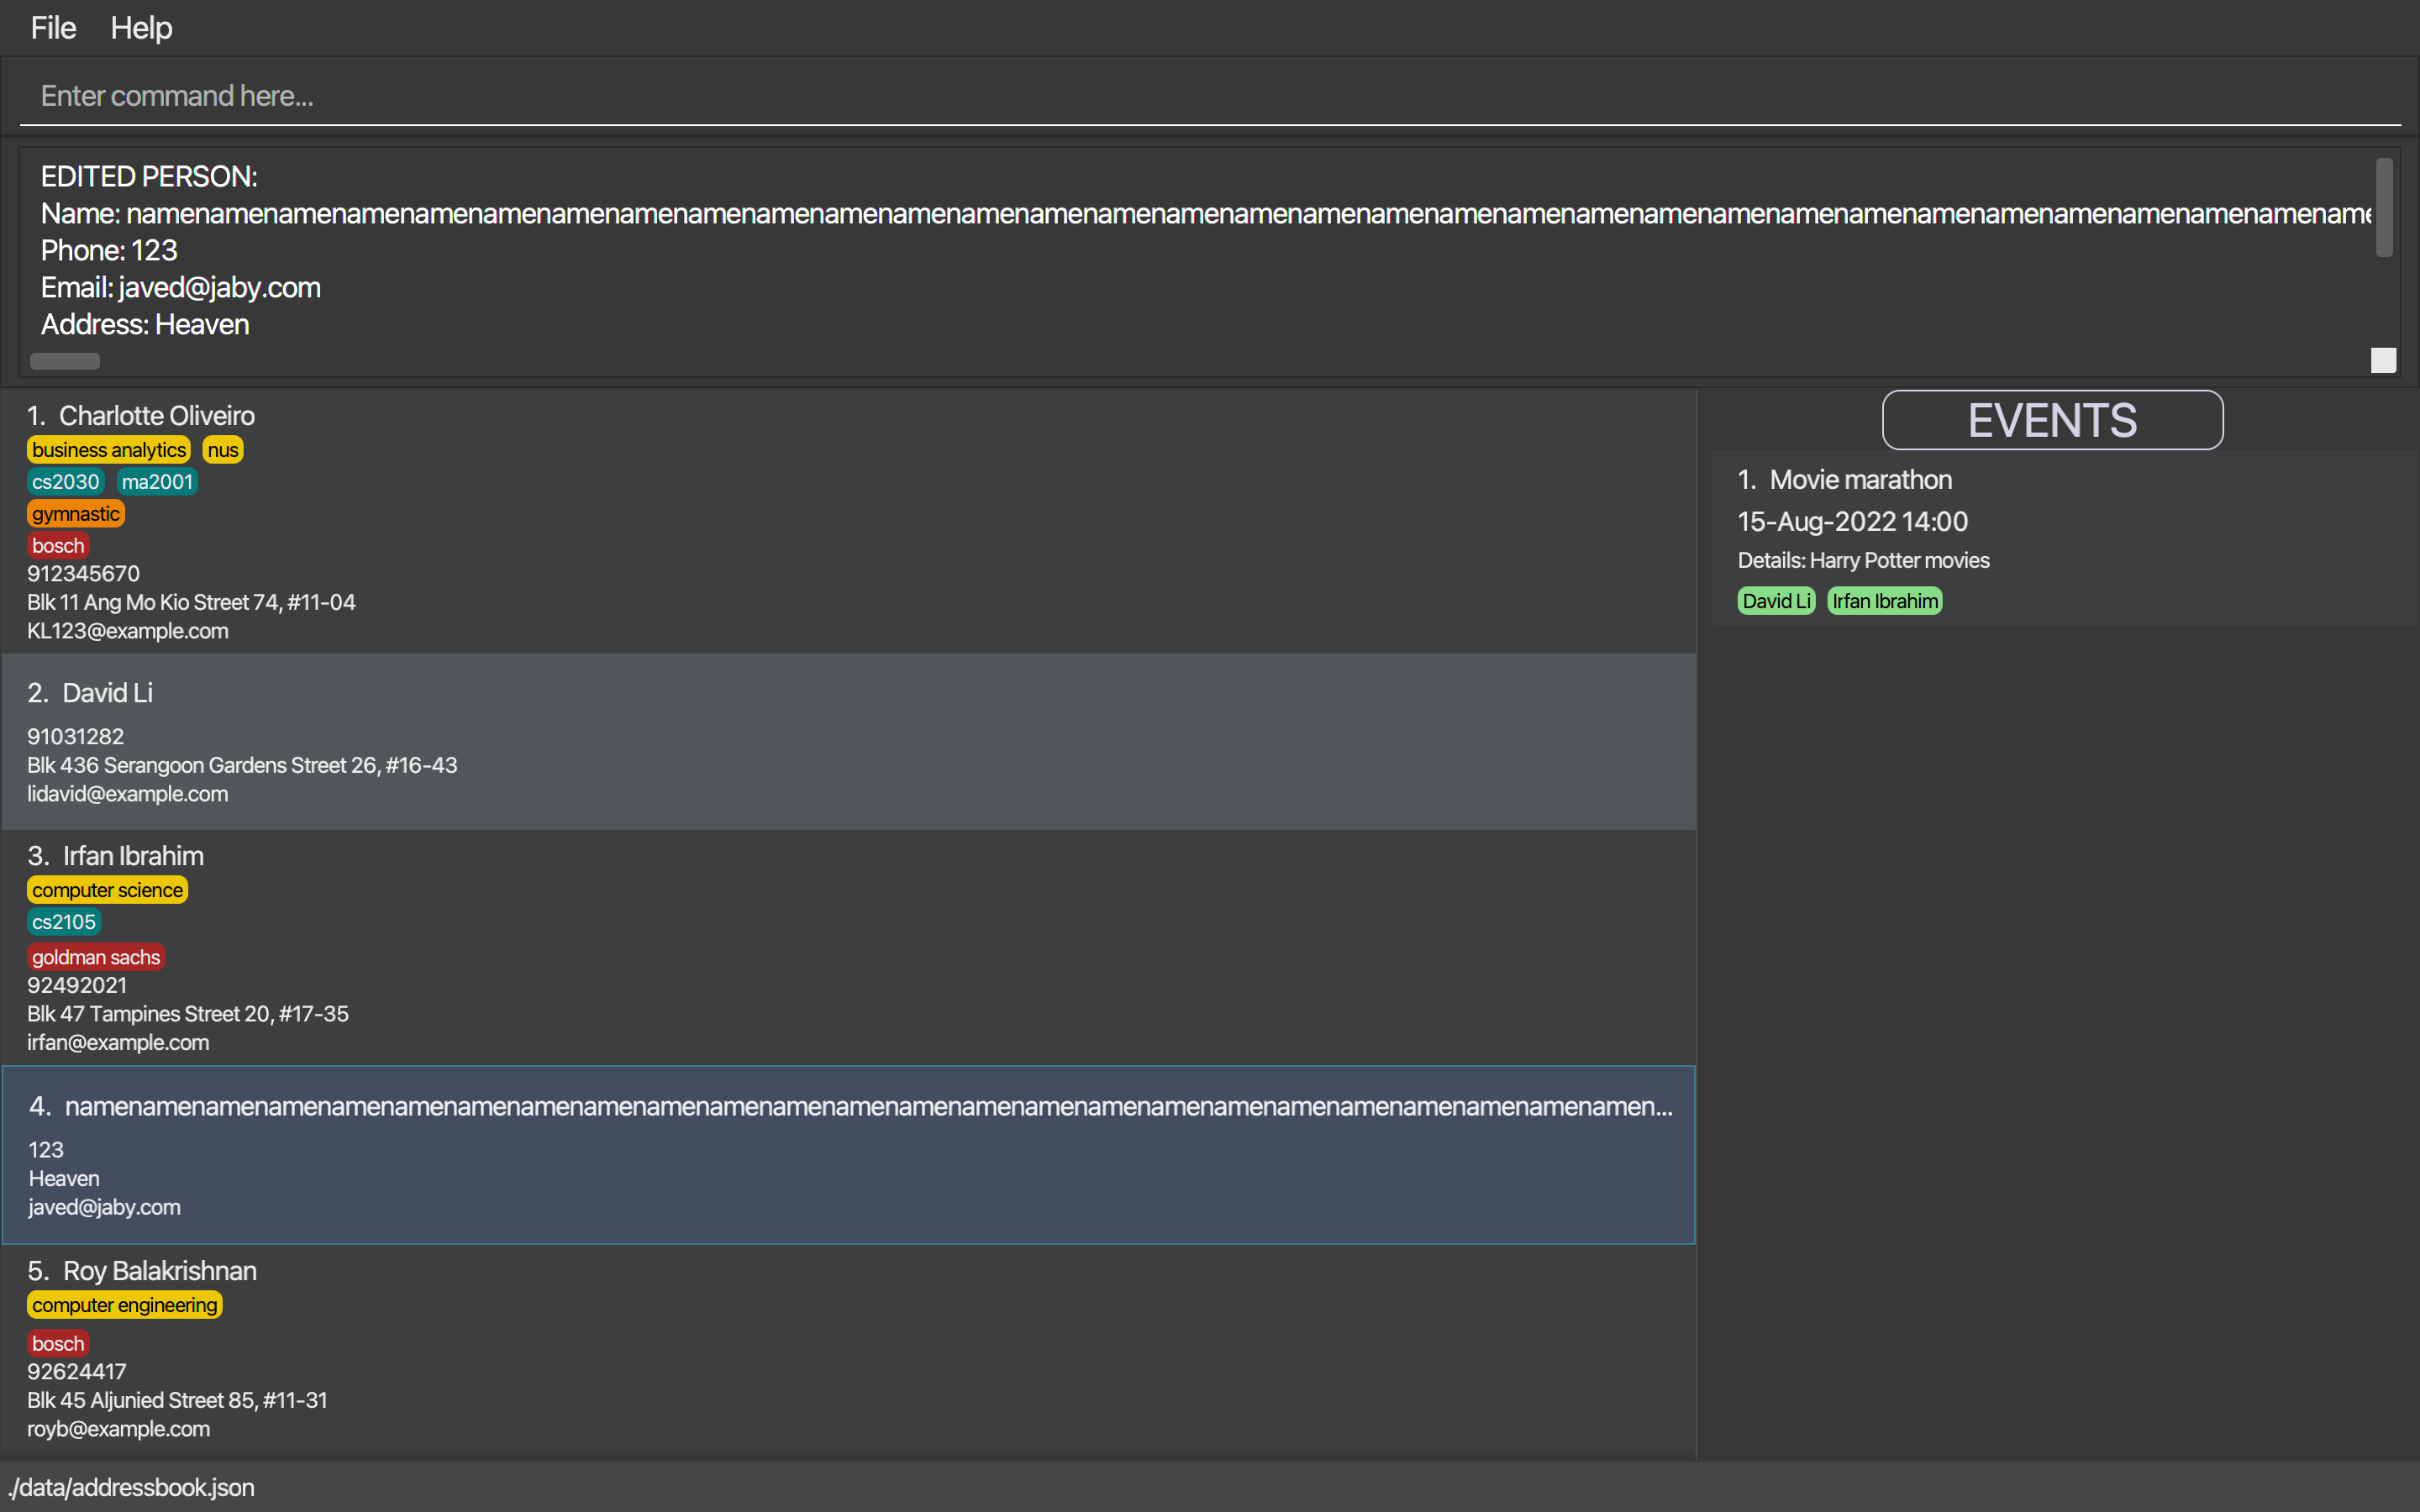 File Help
Enter command here...
EDITED PERSON:
Name: namenamenamenamenamenamenamenamenamenamenamenamenamenamenamenamenamenamenamenamenamenamenamenamenamenamenamenamenamenamenamenamename
Phone: 123
Email: javed@jaby.com
Address: Heaven
1. Charlotte Oliveiro
business analytics nus
cs2030 ma2001
gymnastic
bosch
912345670
Blk 11 Ang Mo Kio Street 74, #11-04
KL123@example.com
2. David Li
91031282
Blk 436 Serangoon Gardens Street 26, #16-43
lidavid@example.com
3. Irfan Ibrahim
computer science
cs2105
goldman sachs
92492021
Blk 47 Tampines Street 20, #17-35
irfan@example.com
4. namenamenamenamenamenamenamenamenamenamenamenamenamenamenamenamenamenamenamenamenamenamenamenamenamen...
123
Heaven
javed@jaby.com
5. Roy Balakrishnan
computer engineering
bosch
92624417
Blk 45 Aljunied Street 85, #11-31
royb@example.com
EVENTS
1. Movie marathon
15-Aug-2022 14:00
Details: Harry Potter movies
David Li Irfan Ibrahim
./data/addressbook.json